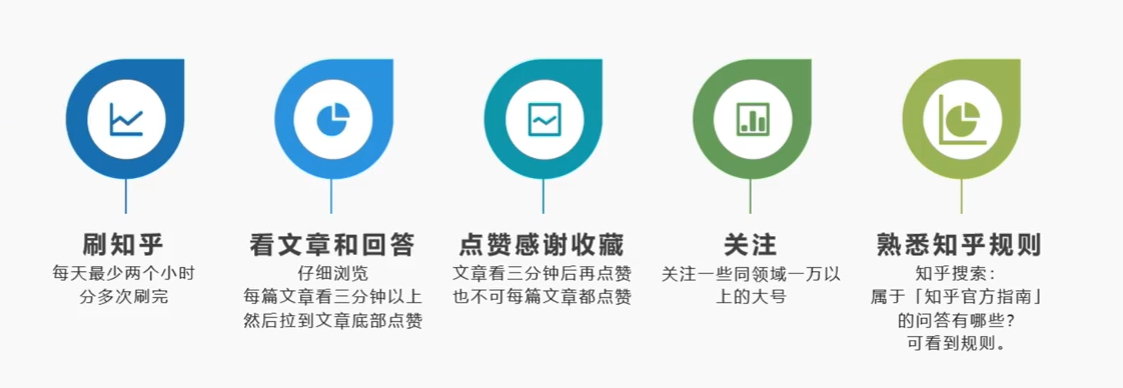 刷知乎
每天最少两个小时
分多次刷完
看文章和回答
仔细浏览
每篇文章看三分钟以上
然后拉到文章底部点赞
点赞感谢收藏
文章看三分钟后再点赞
也不可每篇文章都点赞
关注
关注一些同领域一万以
上的大号
熟悉知乎规则
知乎搜索：
属于「知乎官方指南」
的问答有哪些？
可看到规则。